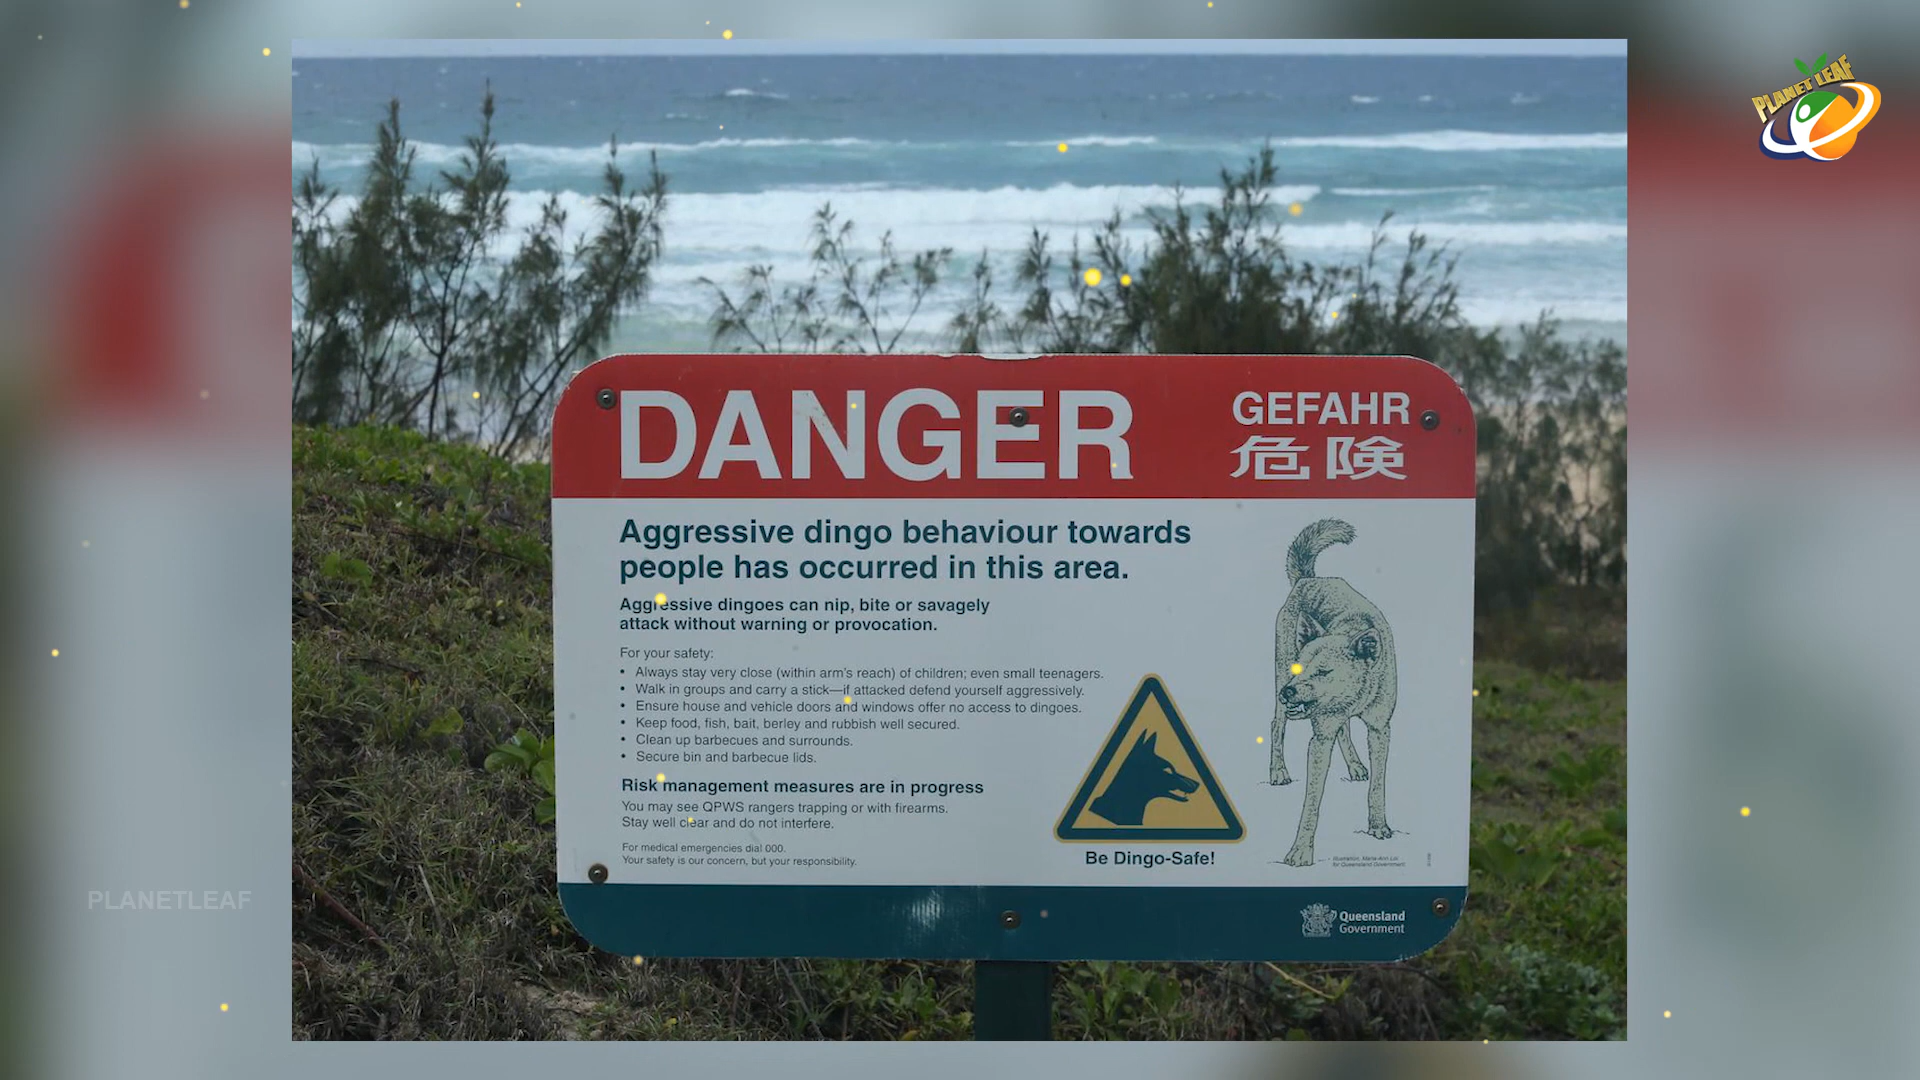 PLANET LEAF
DANGER
GEFAHR
危険
Aggressive dingo behaviour towards
people has occurred in this area.
Aggressive dingoes can nip, bite or savagely
attack without warning or provocation.
For your safety:
• Always stay very close (within arm's reach) of children; even small teenagers.
• Walk in groups and carry a stick—if attacked defend yourself aggressively.
• Ensure house and vehicle doors and windows offer no access to dingoes.
• Keep food, fish, bait, berley and rubbish well secured.
• Clean up barbecues and surrounds.
• Secure bin and barbecue lids.
Risk management measures are in progress
You may see QPWS rangers trapping or with firearms.
Stay well clear and do not interfere.
For medical emergencies dial 000.
Your safety is our concern, but your responsibility.
Be Dingo-Safe!
for Queensland Government
Queensland
Government
PLANETLEAF